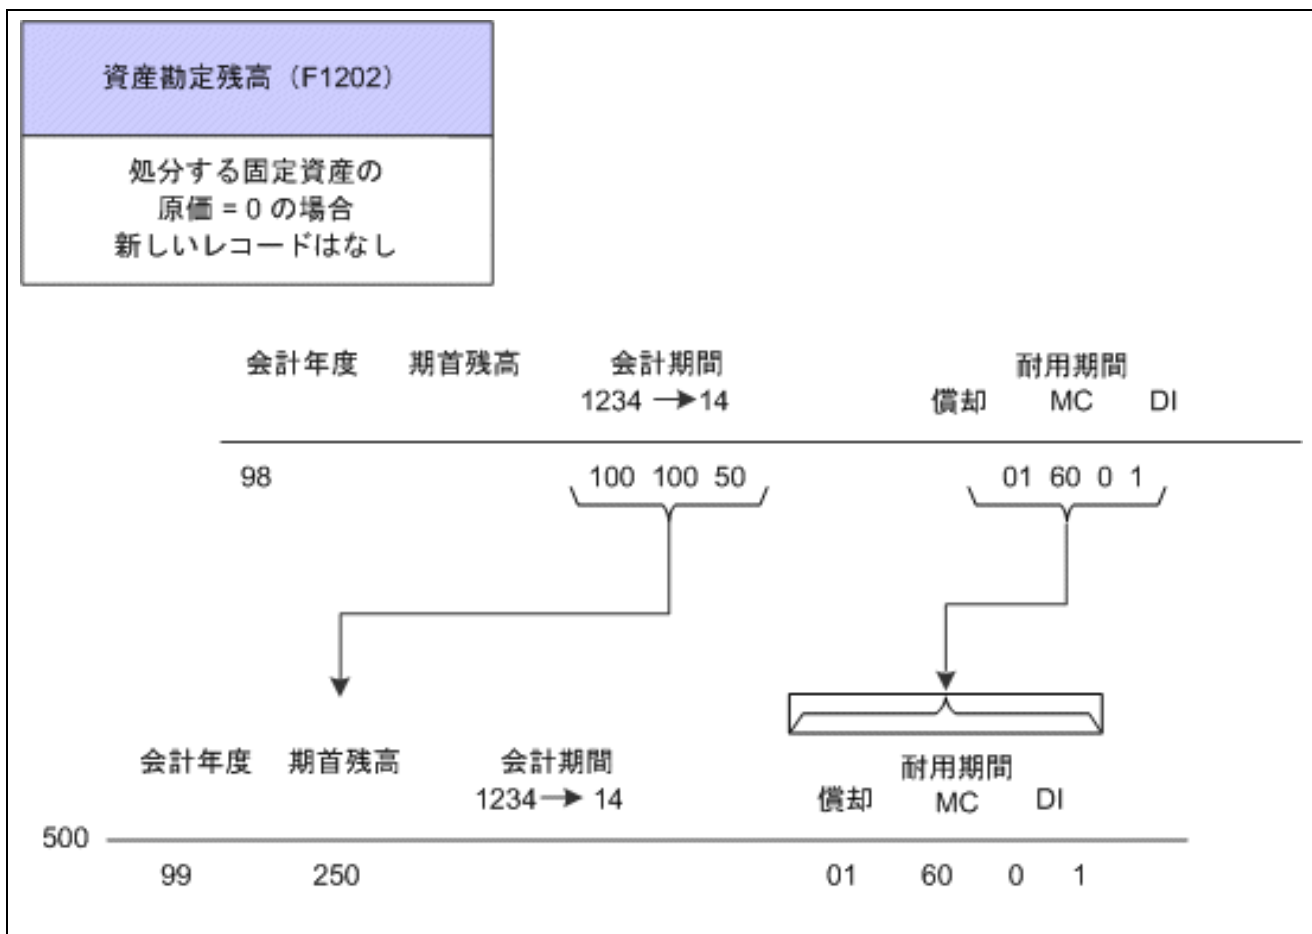 資産勘定残高（F1202）
処分する固定資産の
原価 = 0 の場合
新しいレコードはなし
会計年度 期首残高 会計期間 耐用期間
1234 → 14 償却 MC DI
98 100 100 50 01 60 0 1
会計年度 期首残高 会計期間 耐用期間
1234 → 14 償却 MC DI
500
99 250 01 60 0 1